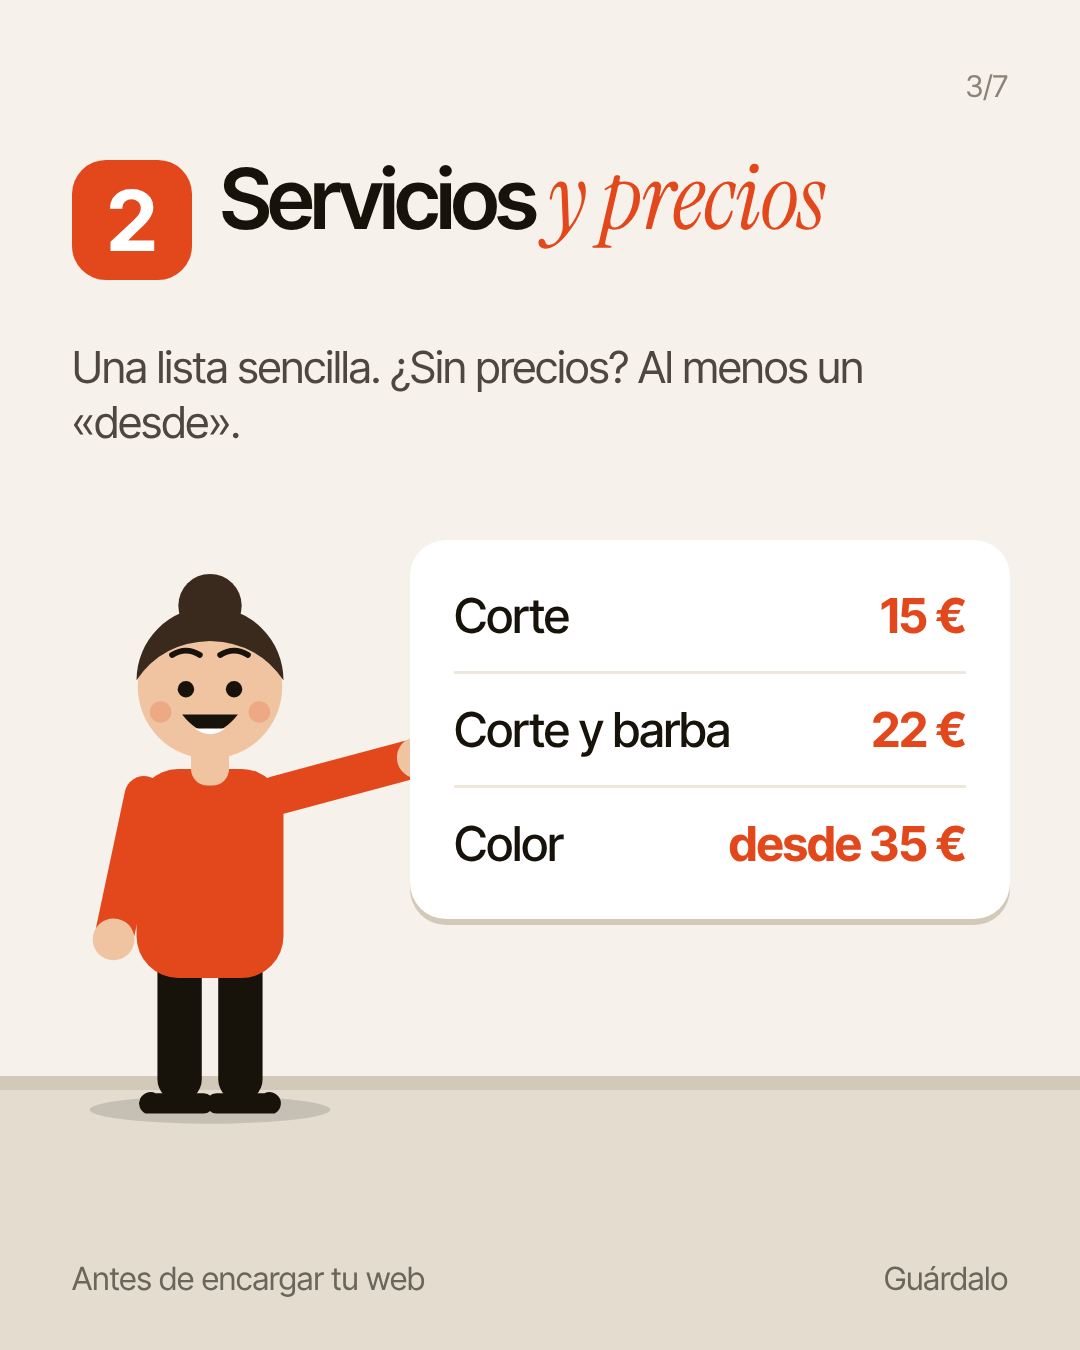 3/7
2
Servicios y precios
Una lista sencilla. ¿Sin precios? Al menos un
«desde».
Corte 15 €
Corte y barba 22 €
Color desde 35 €
Antes de encargar tu web
Guárdalo